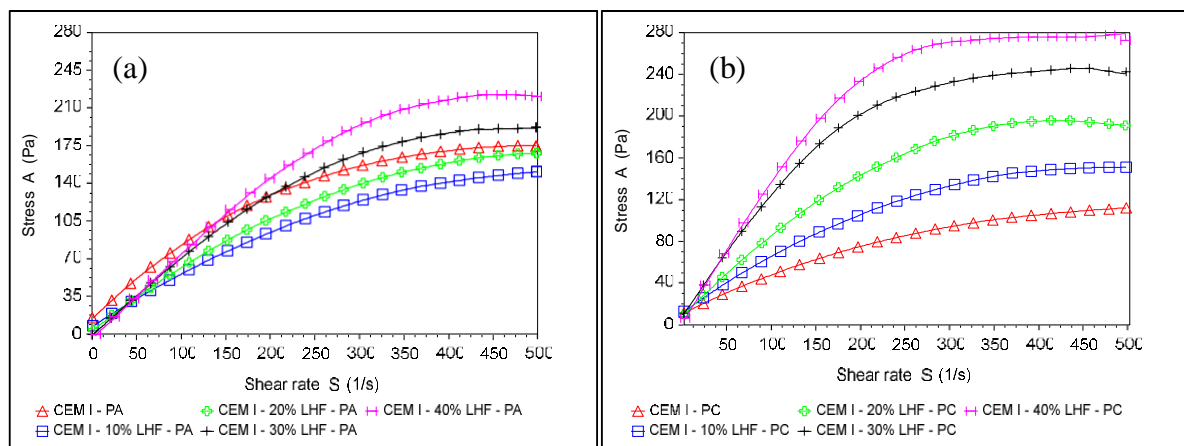 (a)
Stress A (Pa)
280
245
210
175
140
105
70
35
0
0 50 100 150 200 250 300 350 400 450 500
Shear rate S (1/s)
CEM I - PA CEM I - 20% LHF - PA CEM I - 40% LHF - PA
CEM I - 10% LHF - PA CEM I - 30% LHF - PA
(b)
Stress A (Pa)
280
240
200
160
120
80
40
0
50 100 150 200 250 300 350 400 450 500
Shear rate S (1/s)
CEM I - PC CEM I - 20% LHF - PC CEM I - 40% LHF - PC
CEM I - 10% LHF - PC CEM I - 30% LHF - PC